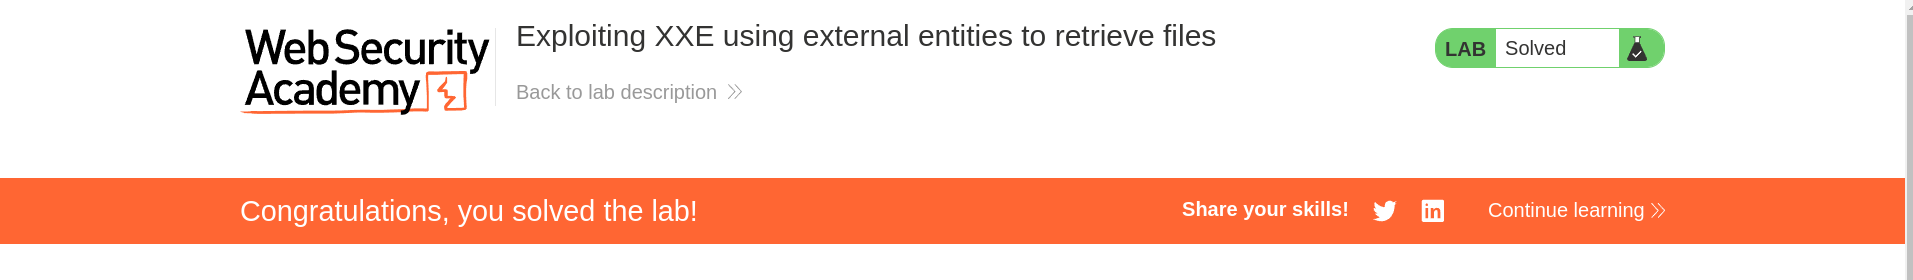 Web Security
Academy
Exploiting XXE using external entities to retrieve files
Back to lab description
LAB Solved
Congratulations, you solved the lab!
Share your skills!
Continue learning